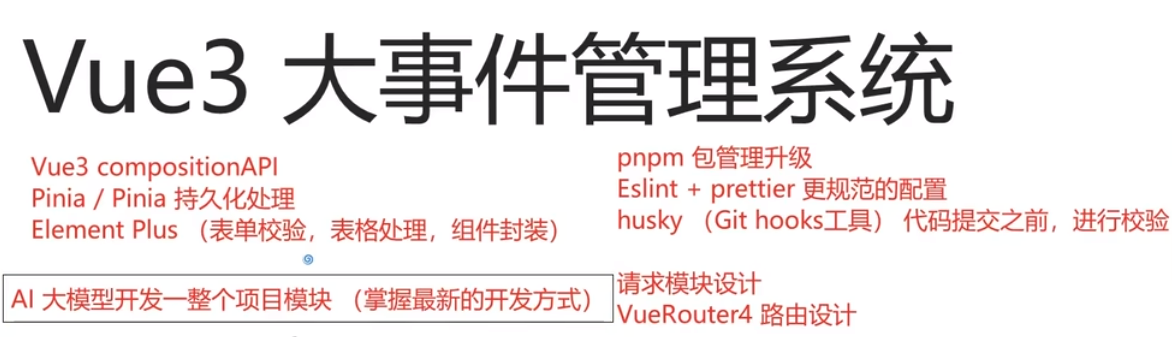 Vue3 大事件管理系统
Vue3 compositionAPI
Pinia / Pinia 持久化处理
Element Plus （表单校验，表格处理，组件封装）
AI 大模型开发一整个项目模块 （掌握最新的开发方式）
pnpm 包管理升级
Eslint + prettier 更规范的配置
husky （Git hooks工具） 代码提交之前，进行校验
请求模块设计
VueRouter4 路由设计